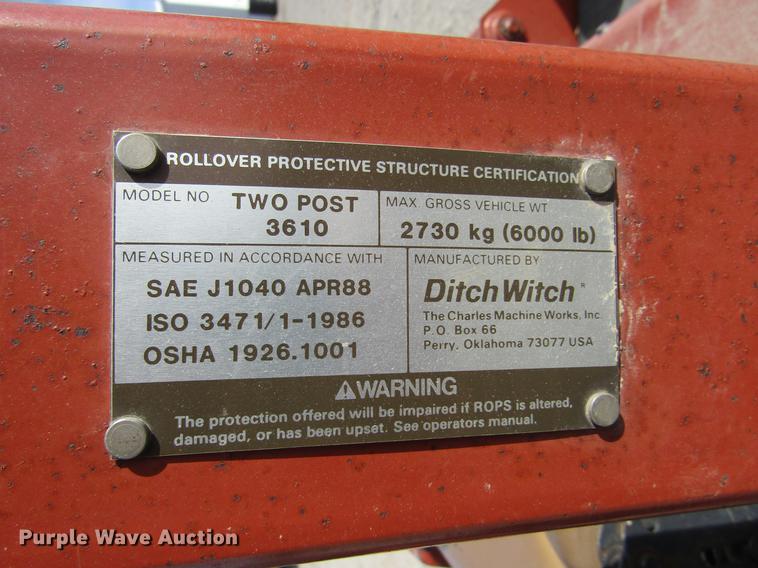 ROLLOVER PROTECTIVE STRUCTURE CERTIFICATION
MODEL NO TWO POST
3610
MAX. GROSS VEHICLE WT
2730 kg (6000 lb)
MEASURED IN ACCORDANCE WITH
SAE J1040 APR88
ISO 3471/1-1986
OSHA 1926.1001
MANUFACTURED BY
Ditch Witch ®
The Charles Machine Works, Inc.
P.O. Box 66
Perry, Oklahoma 73077 USA
⚠WARNING
The protection offered will be impaired if ROPS is altered,
damaged, or has been upset. See operators manual.
Purple Wave Auction